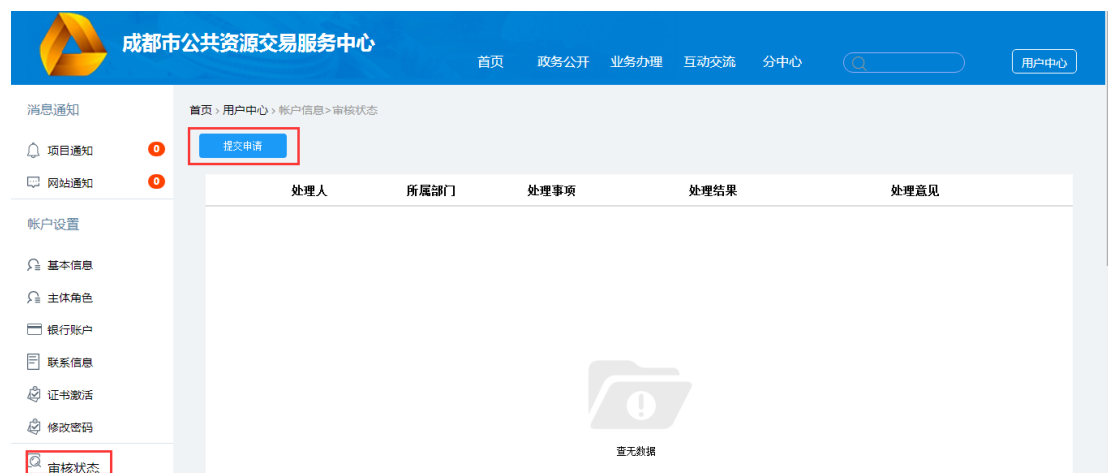 成都市公共资源交易服务中心
首页 政务公开 业务办理 互动交流 分中心 用户中心
消息通知
项目通知 0
网站通知 0
帐户设置
基本信息
主体角色
银行账户
联系信息
证书激活
修改密码
审核状态
首页 > 用户中心 > 帐户信息>审核状态
提交申请
处理人 所属部门 处理事项 处理结果 处理意见
查无数据